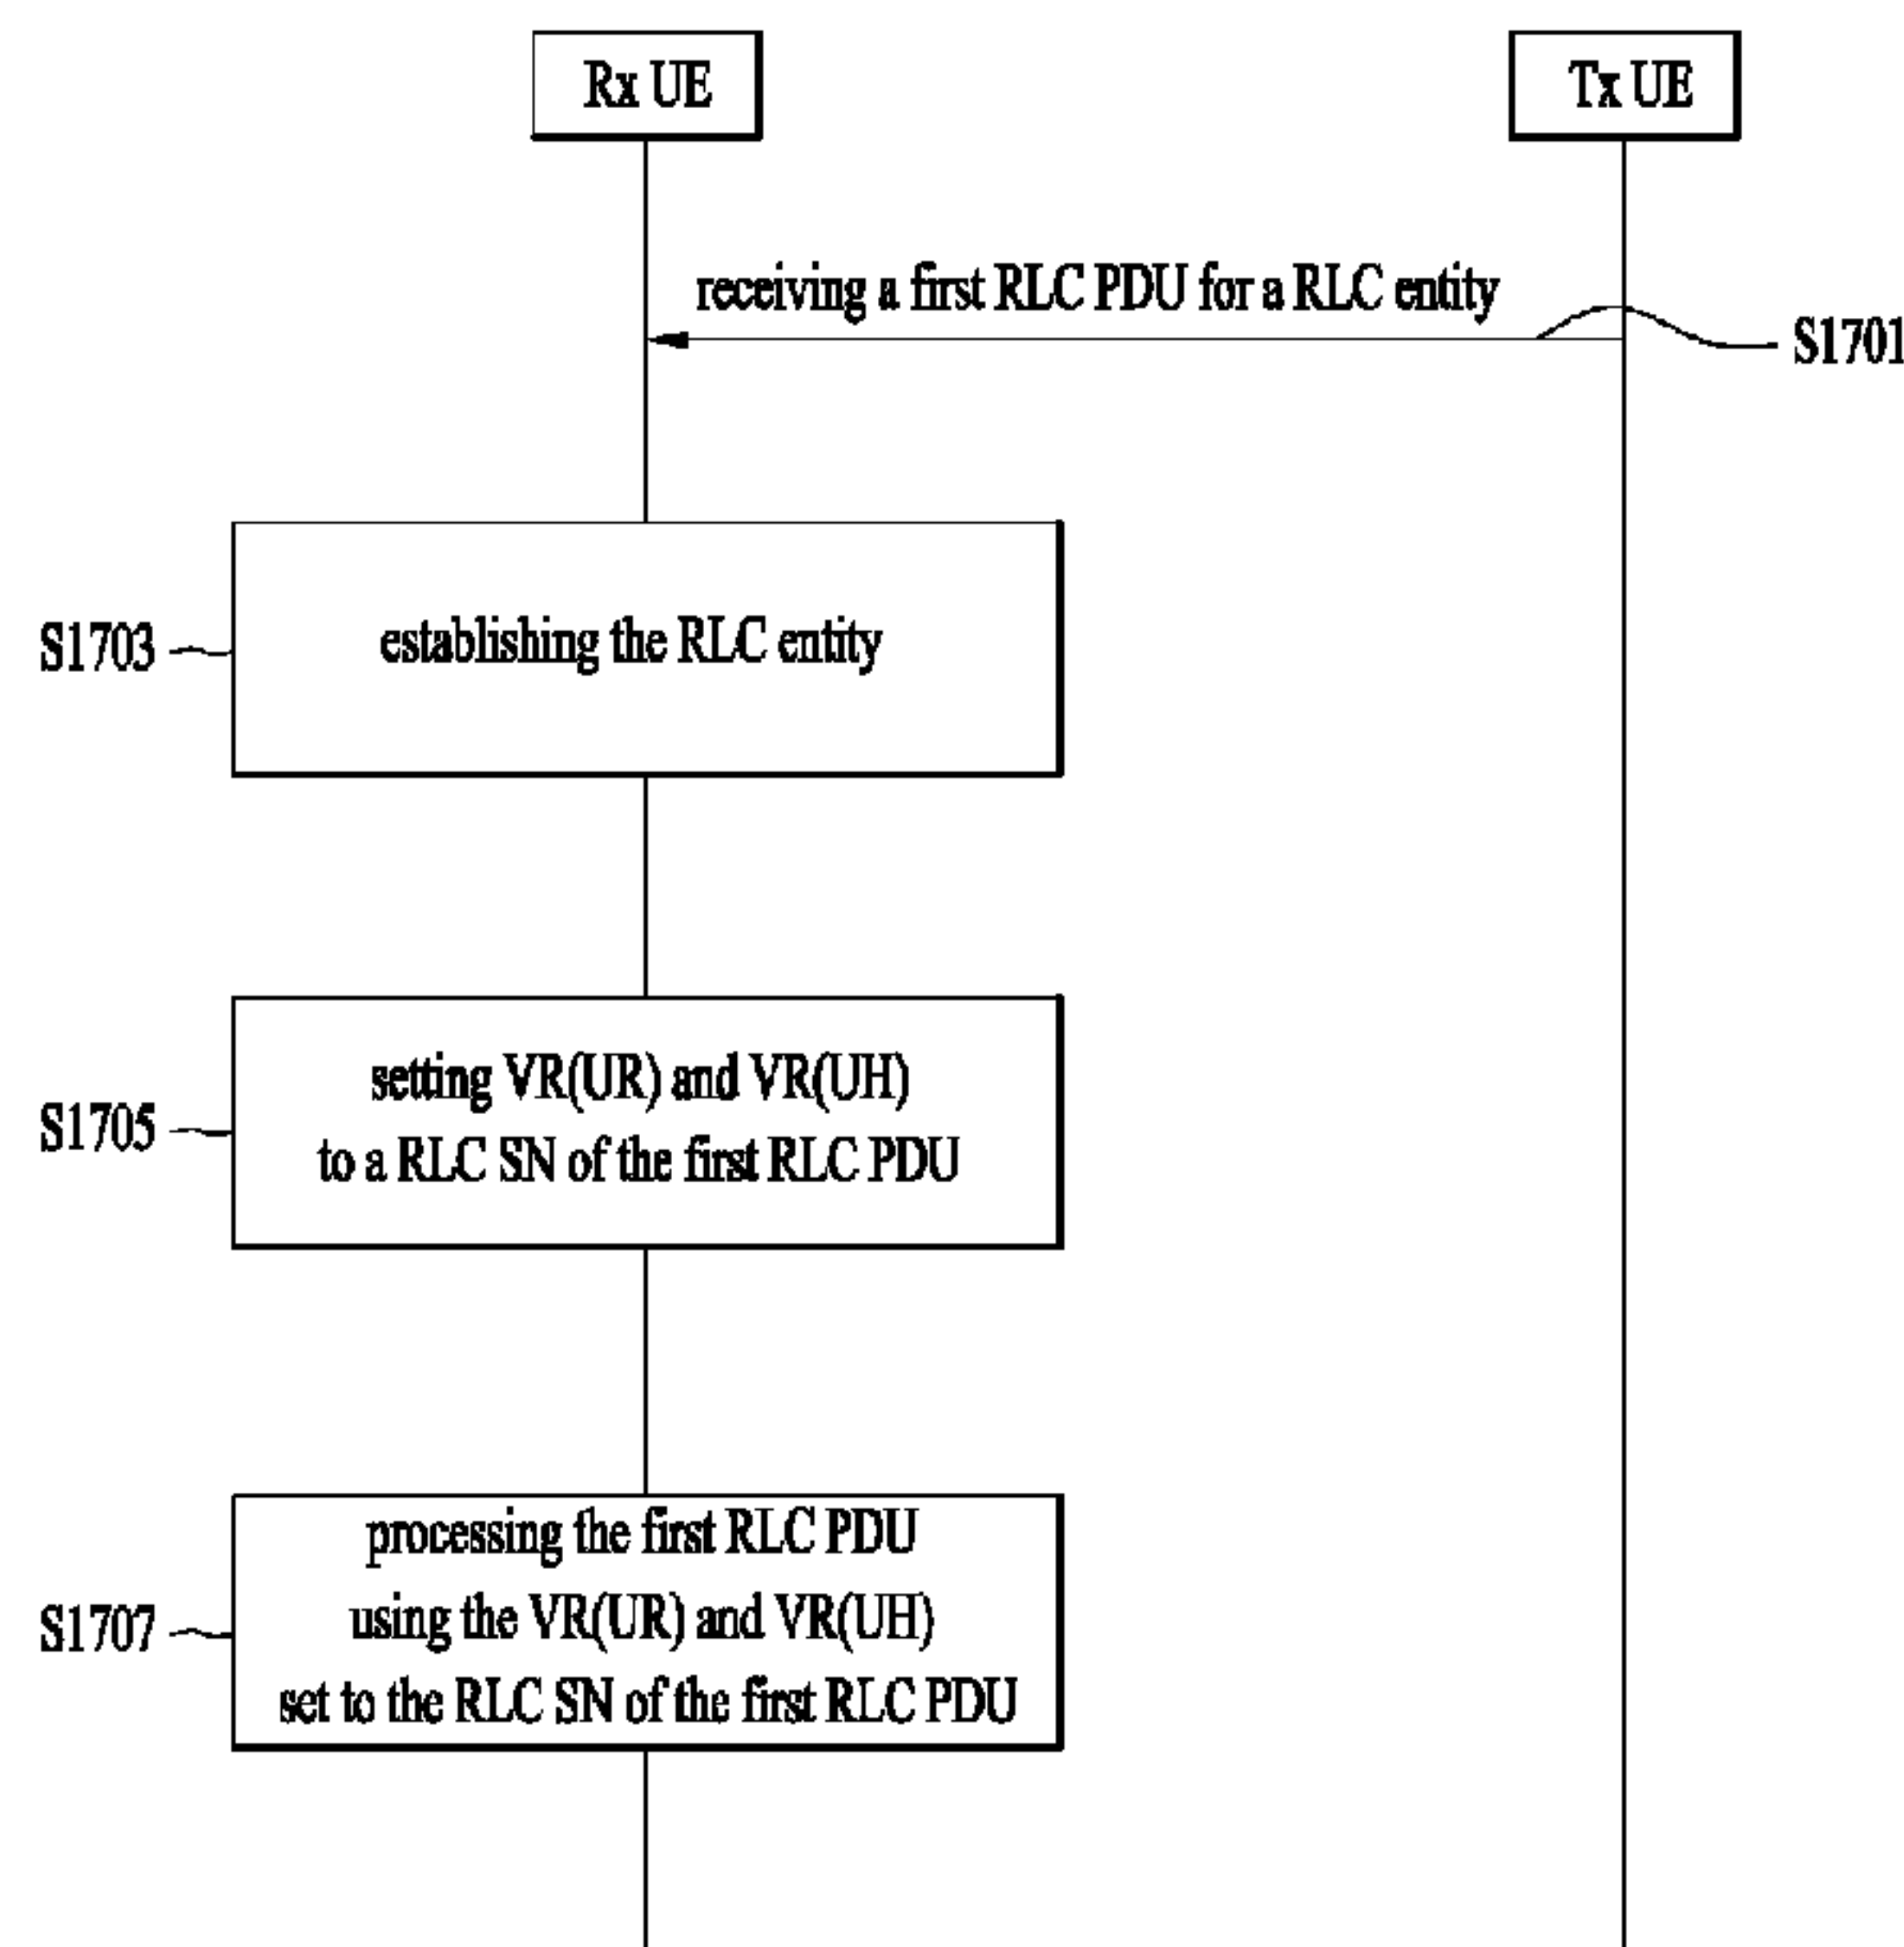 Rx UE
Tx UE
receiving a first RLC PDU for a RLC entity
S1701
S1703
establishing the RLC entity
S1705
setting VR(UR) and VR(UH)
to a RLC SN of the first RLC PDU
S1707
processing the first RLC PDU
using the VR(UR) and VR(UH)
set to the RLC SN of the first RLC PDU